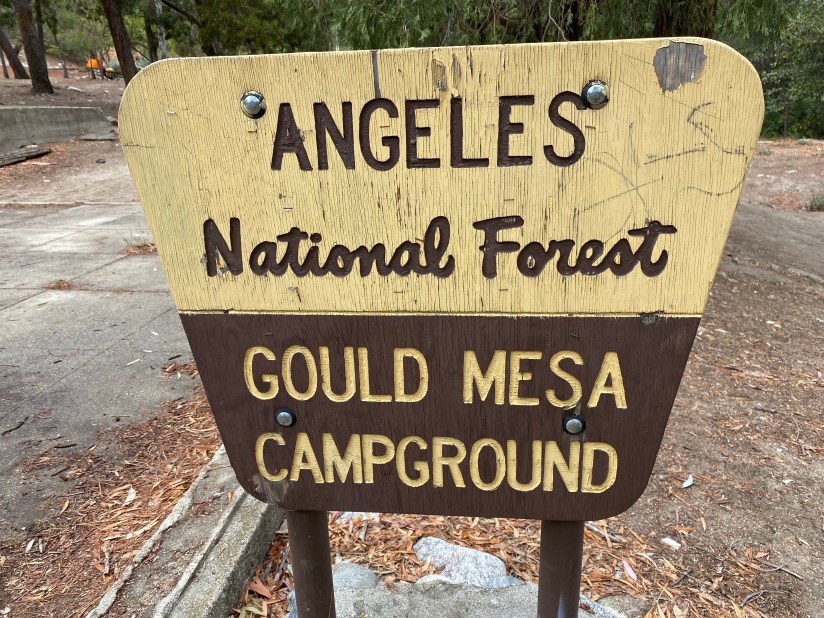 ANGELES
National Forest
GOULD MESA
CAMPGROUND